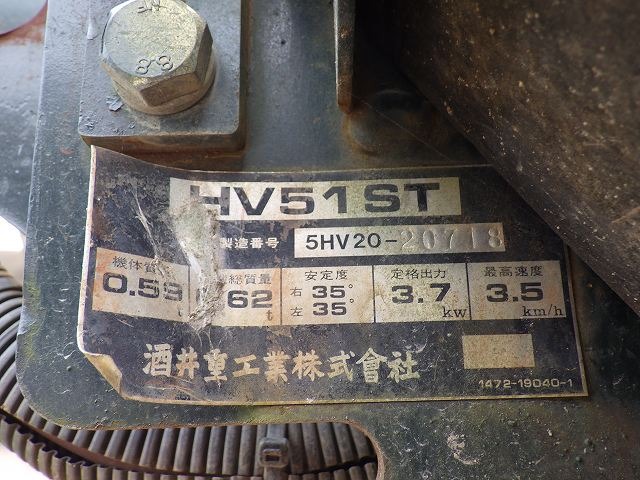 8.8
HV51ST
製造番号 5HV20-20718
機体質 総質量 安定度 定格出力 最高速度
0.59 62 右 35° 3.7 3.5
t t 左 35° kw km/h
酒井重工業株式會社
1472-19040-1